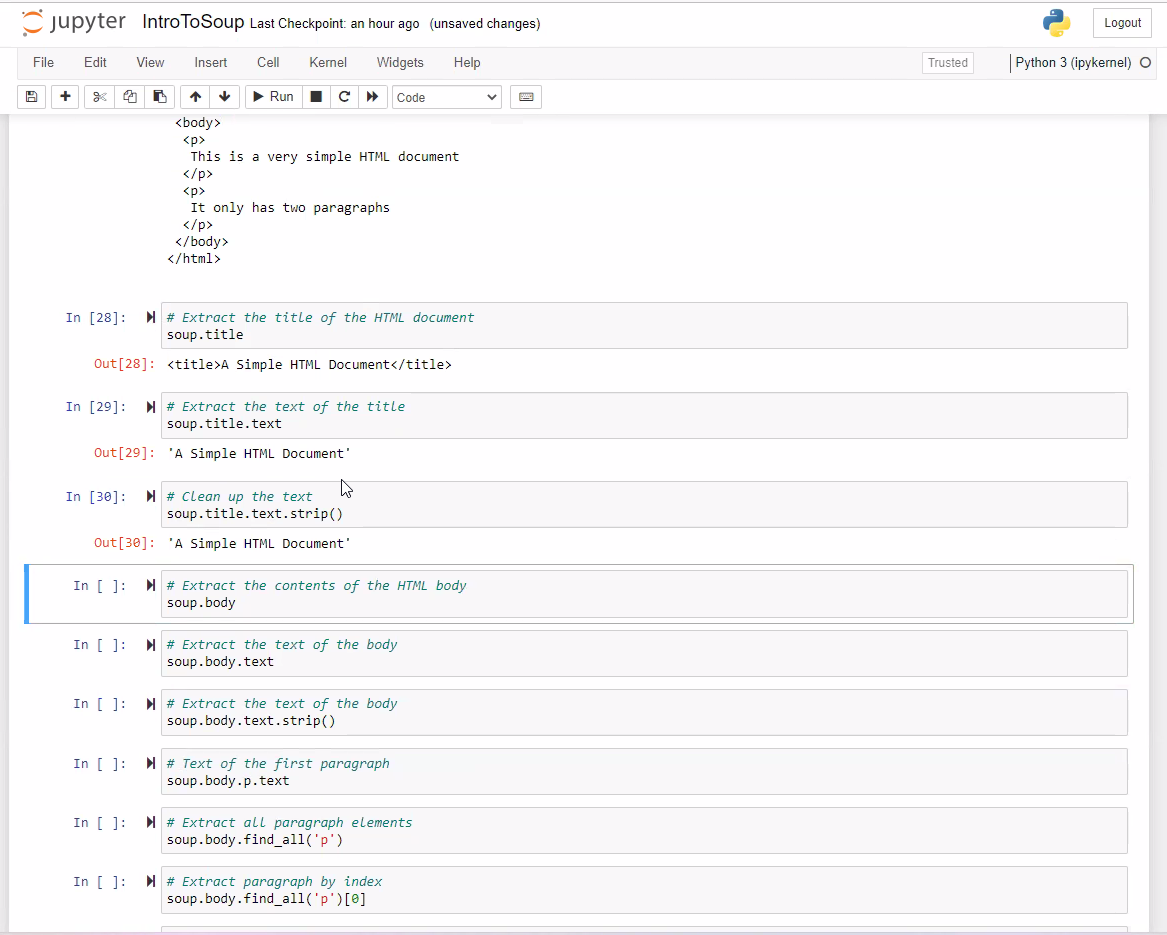 jupyter IntroToSoup Last Checkpoint: an hour ago (unsaved changes) Logout
File Edit View Insert Cell Kernel Widgets Help Trusted Python 3 (ipykernel)
Run Code
<body>
<p>
This is a very simple HTML document
</p>
<p>
It only has two paragraphs
</p>
</body>
</html>
In [28]: # Extract the title of the HTML document
soup.title
Out[28]: <title>A Simple HTML Document</title>
In [29]: # Extract the text of the title
soup.title.text
Out[29]: 'A Simple HTML Document'
In [30]: # Clean up the text
soup.title.text.strip()
Out[30]: 'A Simple HTML Document'
In [ ]: # Extract the contents of the HTML body
soup.body
In [ ]: # Extract the text of the body
soup.body.text
In [ ]: # Extract the text of the body
soup.body.text.strip()
In [ ]: # Text of the first paragraph
soup.body.p.text
In [ ]: # Extract all paragraph elements
soup.body.find_all('p')
In [ ]: # Extract paragraph by index
soup.body.find_all('p')[0]